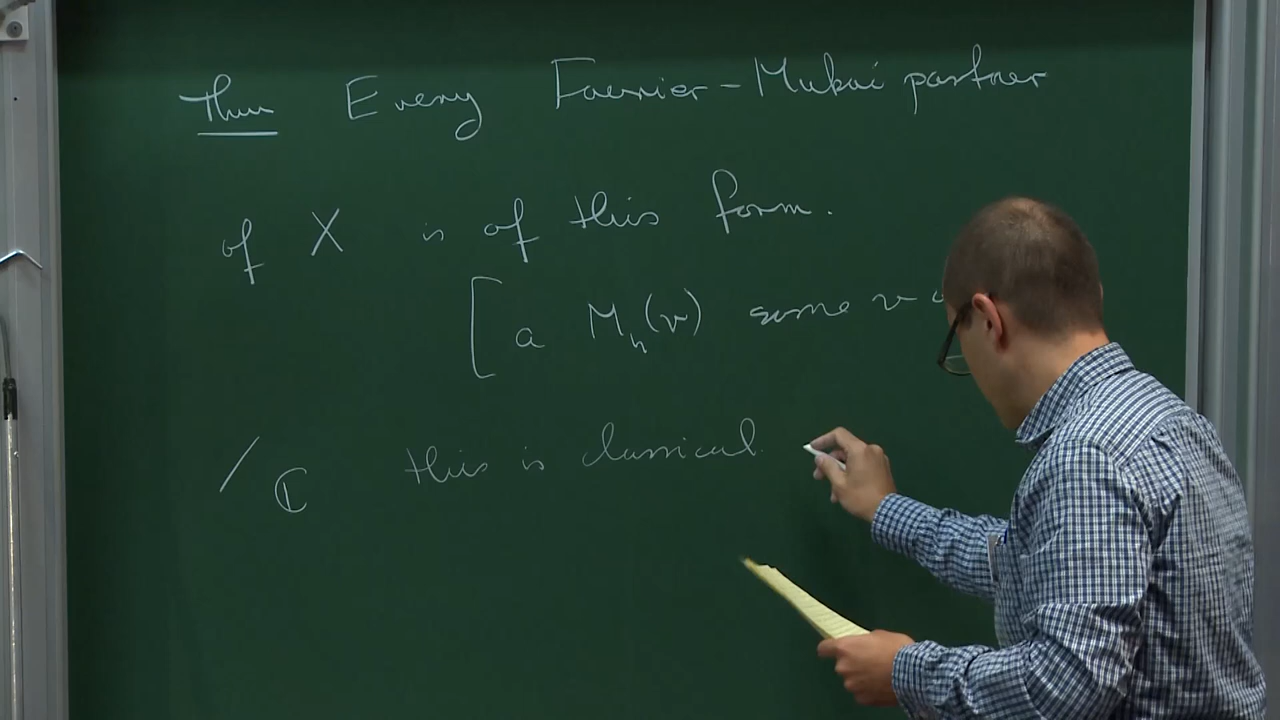 Thm Every Fourier-Mukai partner
of X is of this form.
[ a M_h(v) some v
/ ℂ this is classical.